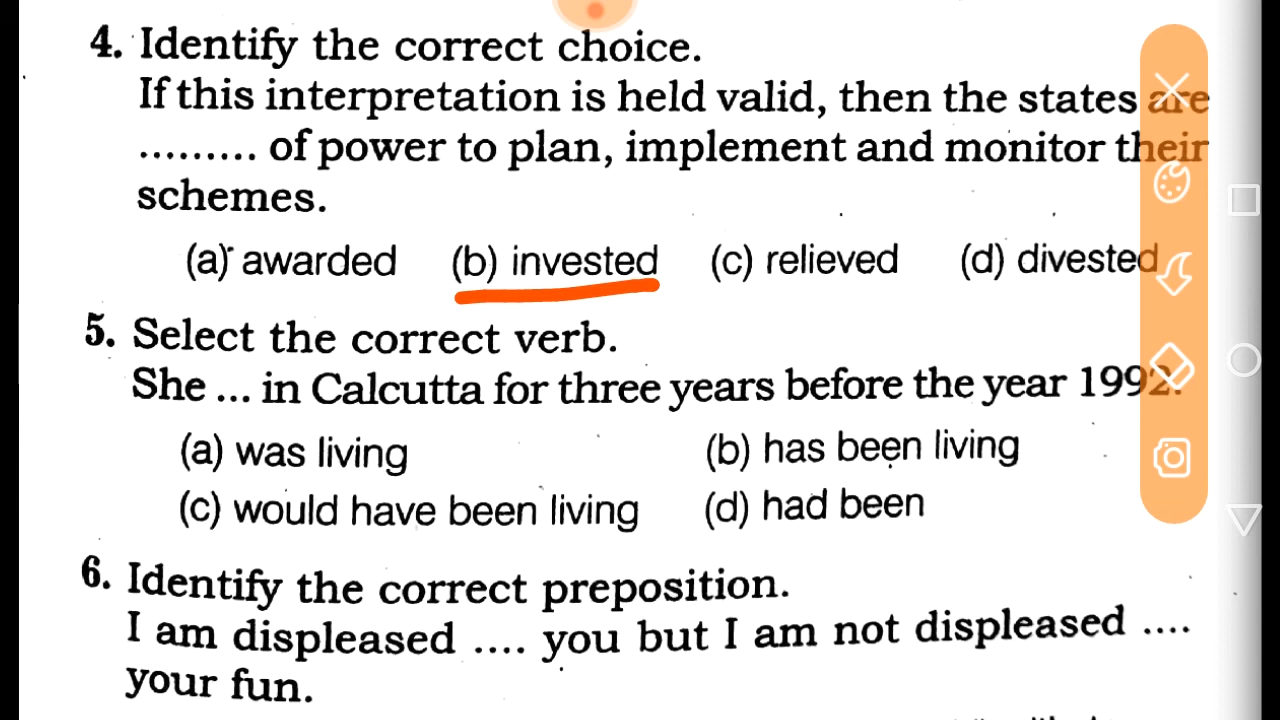 4. Identify the correct choice.
If this interpretation is held valid, then the states are
......... of power to plan, implement and monitor their
schemes.
(a) awarded (b) invested (c) relieved (d) divested
5. Select the correct verb.
She ... in Calcutta for three years before the year 1992.
(a) was living (b) has been living
(c) would have been living (d) had been
6. Identify the correct preposition.
I am displeased .... you but I am not displeased ....
your fun.